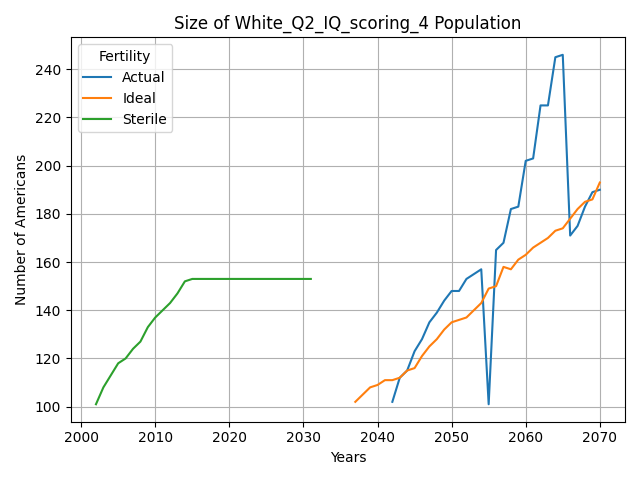 Size of White_Q2_IQ_scoring_4 Population
Fertility
Actual
Ideal
Sterile
Number of Americans
240
220
200
180
160
140
120
100
2000 2010 2020 2030 2040 2050 2060 2070
Years